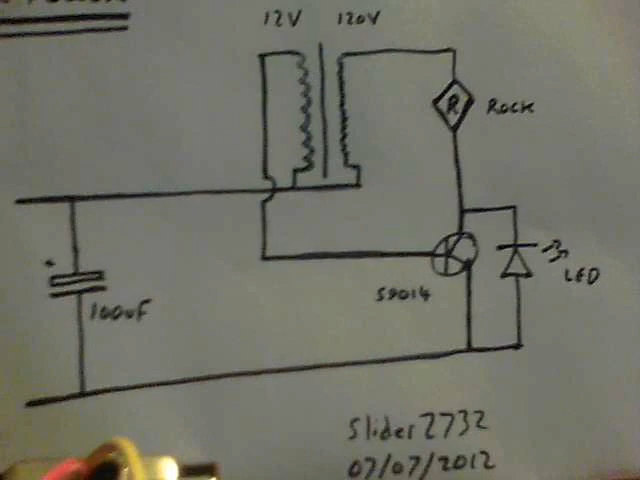 12V 120V
R ROCK
S9014
LED
100uF
Slider2732
07/07/2012